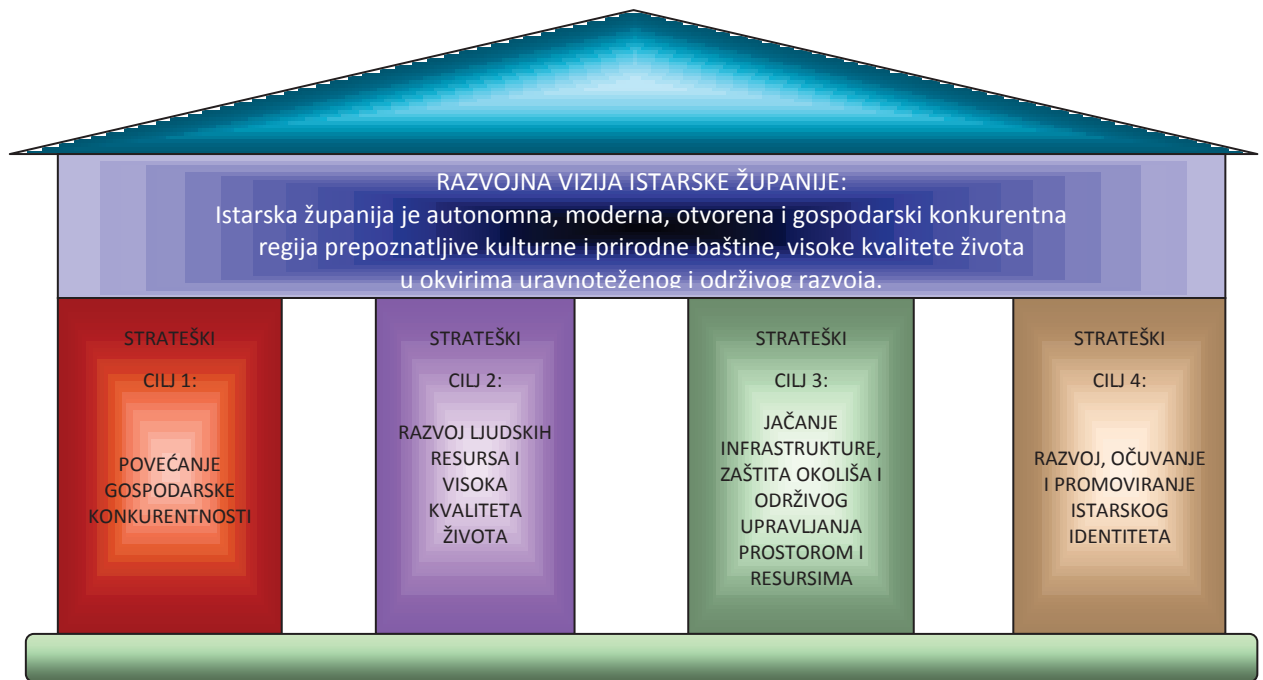 RAZVOJNA VIZIJA ISTARSKE ŽUPANIJE:
Istarska županija je autonomna, moderna, otvorena i gospodarski konkurentna
regija prepoznatljive kulturne i prirodne baštine, visoke kvalitete života
u okvirima uravnoteženog i održivog razvoja.
STRATEŠKI
CILJ 1:
POVEĆANJE
GOSPODARSKE
KONKURENTNOSTI
STRATEŠKI
CILJ 2:
RAZVOJ LJUDSKIH
RESURSA I
VISOKA
KVALITETA
ŽIVOTA
STRATEŠKI
CILJ 3:
JAČANJE
INFRASTRUKTURE,
ZAŠTITA OKOLIŠA I
ODRŽIVOG
UPRAVLJANJA
PROSTOROM I
RESURSIMA
STRATEŠKI
CILJ 4:
RAZVOJ, OČUVANJE
I PROMOVIRANJE
ISTARSKOG
IDENTITETA